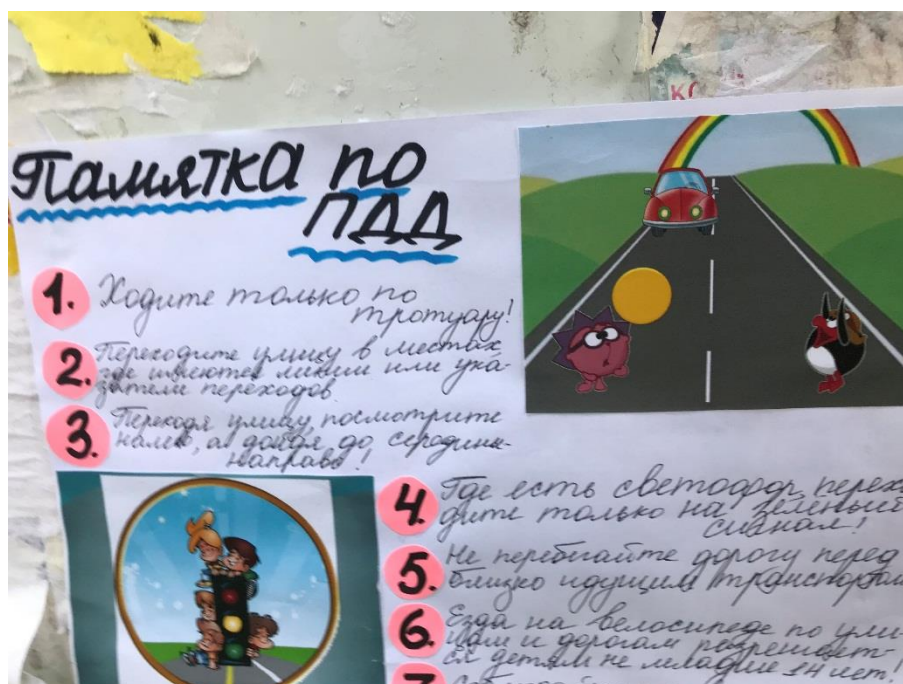 Памятка по
ПДД
1. Ходите только по
тротуару!
2. Переходите улицу в местах
где имеются линии или ука-
затели переходов
3. Переходя улицу, посмотрите
налево, а дойдя до середины-
направо!
4. Где есть светофор, перехо
дите только на зелёный
сигнал!
5. Не перебегайте дорогу перед
близко идущим транспортом
6. Езда на велосипеде по ули-
цам и дорогам разрешает-
ся детям не младше 14 лет!